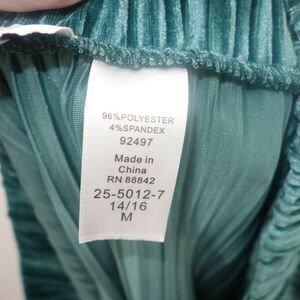 96%POLYESTER
4%SPANDEX
92497
Made in
China
RN 88842
25-5012-7
14/16
M